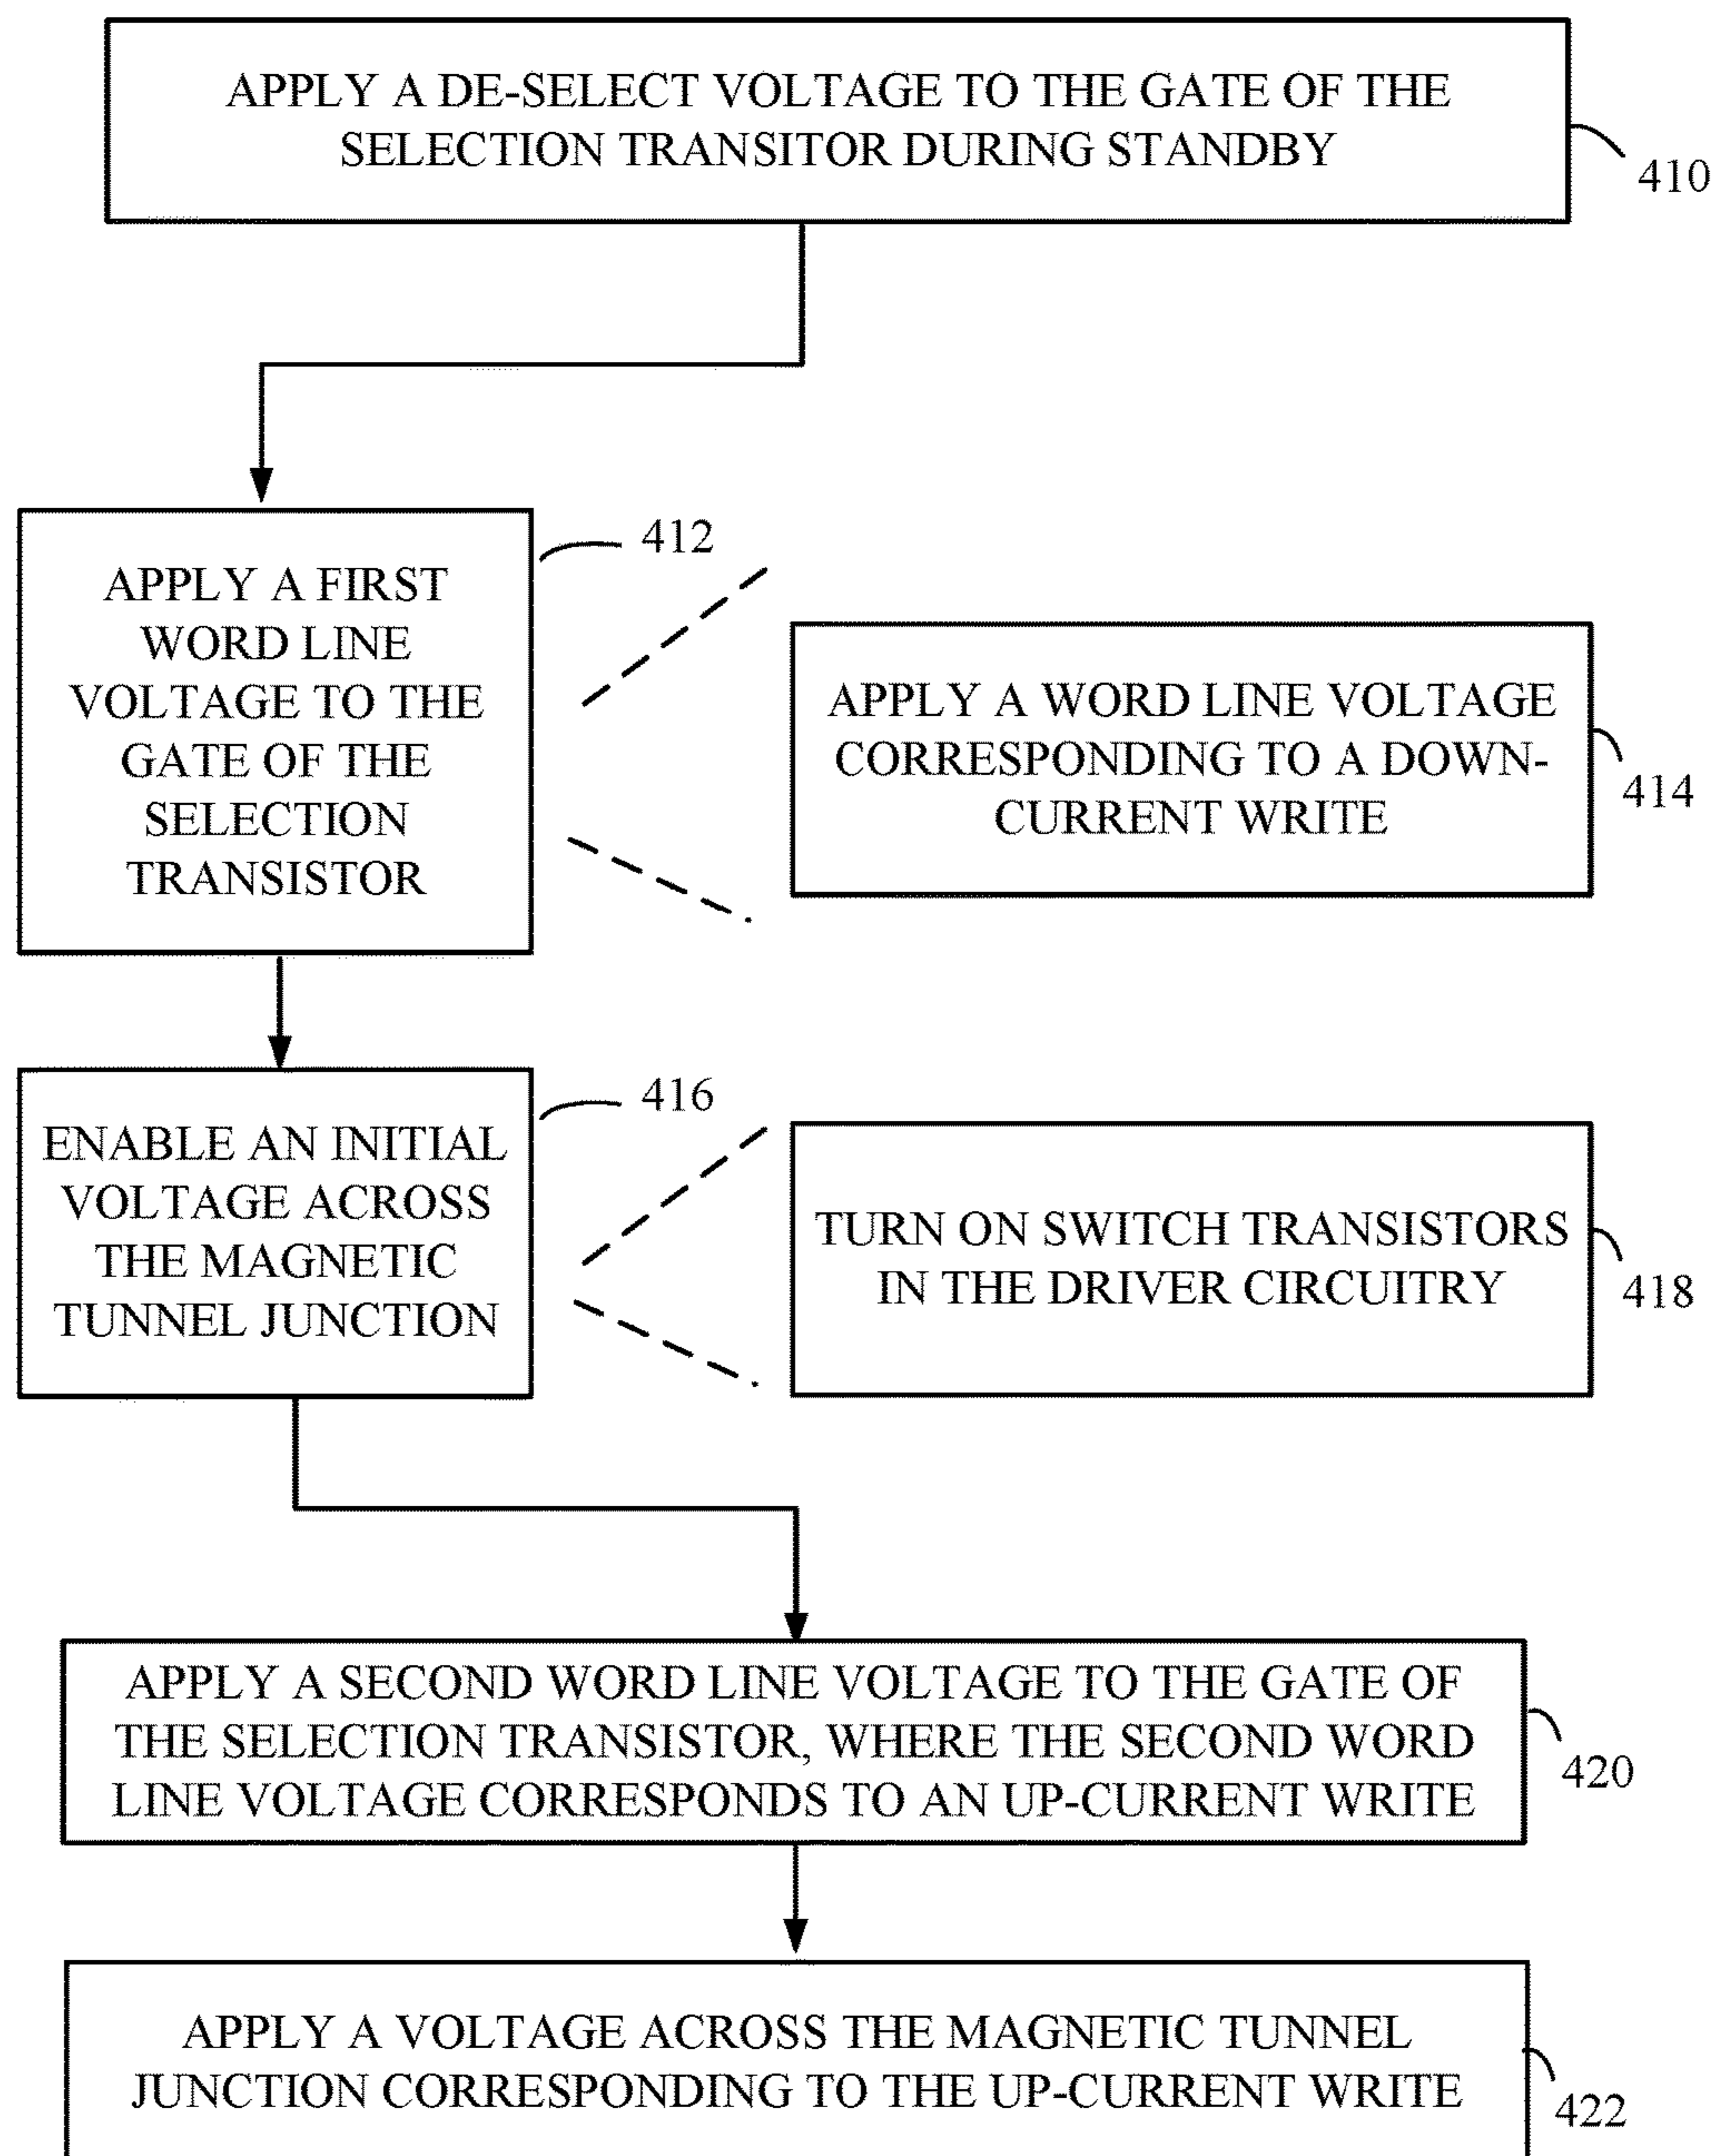 APPLY A DE-SELECT VOLTAGE TO THE GATE OF THE
SELECTION TRANSITOR DURING STANDBY
410
412
APPLY A FIRST
WORD LINE
VOLTAGE TO THE
GATE OF THE
SELECTION
TRANSISTOR
APPLY A WORD LINE VOLTAGE
CORRESPONDING TO A DOWN-
CURRENT WRITE
414
416
ENABLE AN INITIAL
VOLTAGE ACROSS
THE MAGNETIC
TUNNEL JUNCTION
TURN ON SWITCH TRANSISTORS
IN THE DRIVER CIRCUITRY
418
APPLY A SECOND WORD LINE VOLTAGE TO THE GATE OF
THE SELECTION TRANSISTOR, WHERE THE SECOND WORD
LINE VOLTAGE CORRESPONDS TO AN UP-CURRENT WRITE
420
APPLY A VOLTAGE ACROSS THE MAGNETIC TUNNEL
JUNCTION CORRESPONDING TO THE UP-CURRENT WRITE
422